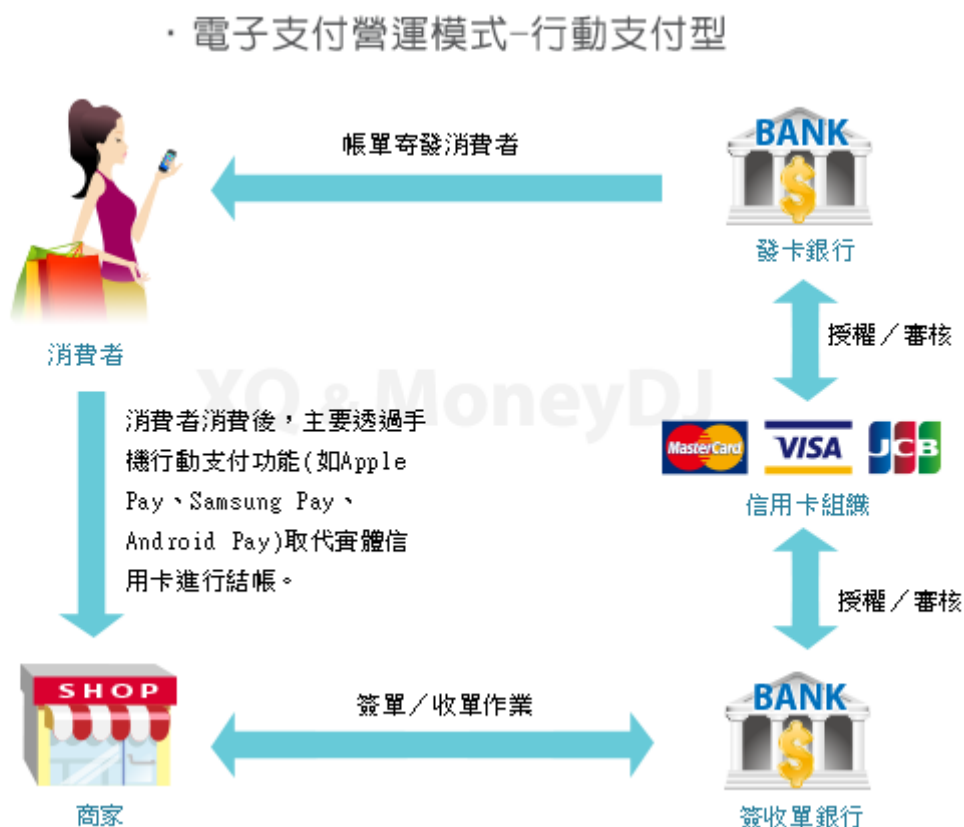 ・電子支付營運模式-行動支付型
帳單寄發消費者
BANK
發卡銀行
消費者
授權／審核
XQ & MoneyDJ
消費者消費後，主要透過手
機行動支付功能(如Apple
Pay、Samsung Pay、
Android Pay)取代實體信
用卡進行結帳。
MasterCard
VISA
JCB
信用卡組織
授權／審核
SHOP
簽單／收單作業
BANK
商家
簽收單銀行